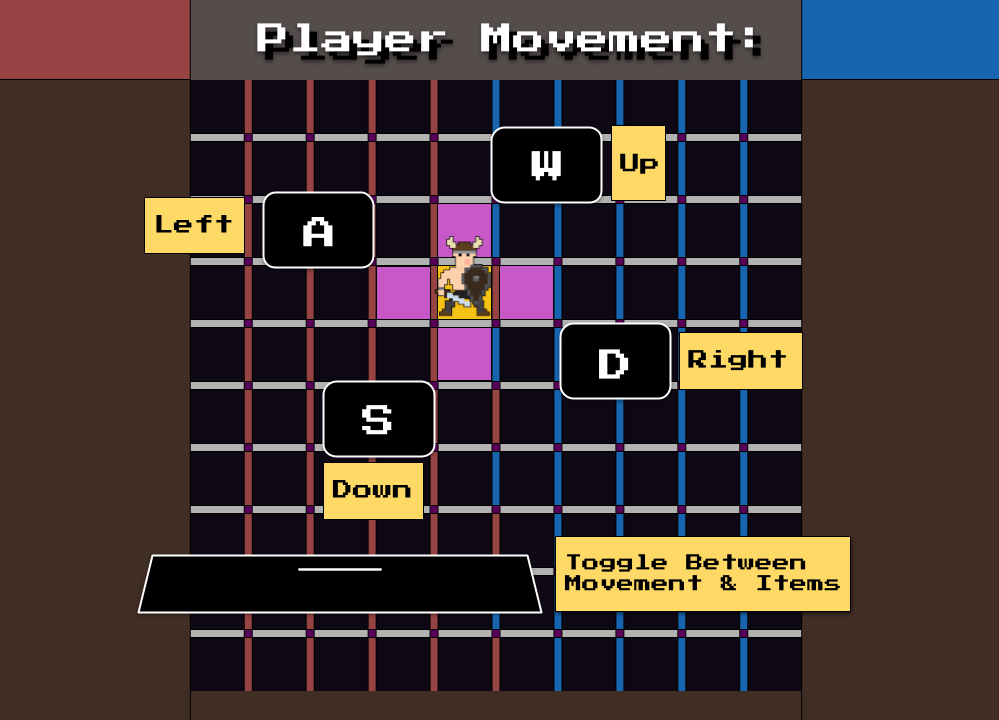 Player Movement:
W
Up
Left
A
D
Right
S
Down
Toggle Between
Movement & Items